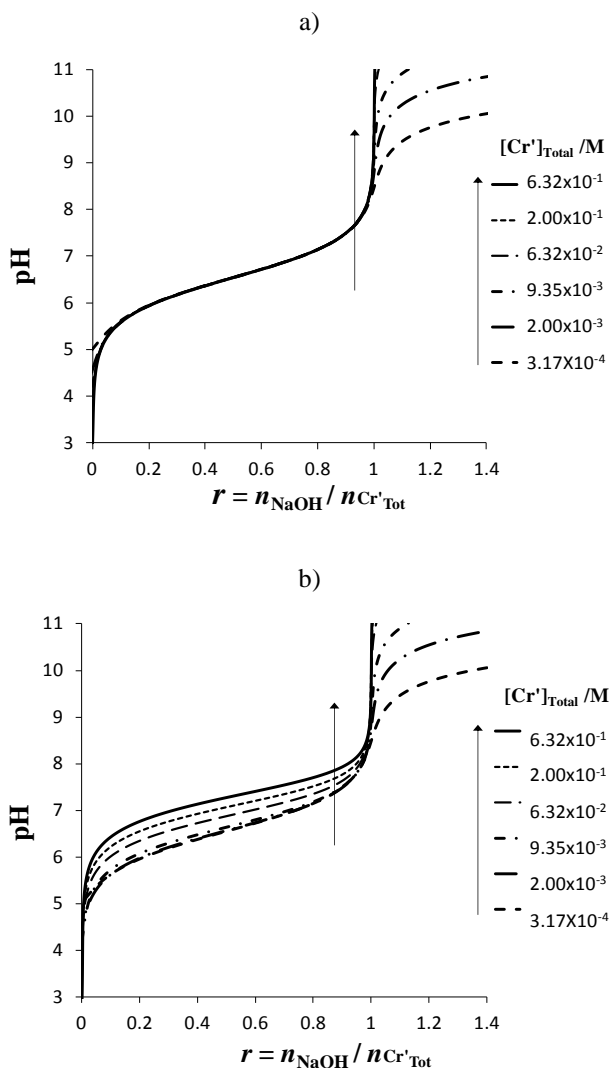 a)
11
10
9
8
7
6
5
4
3
pH
0
0.2
0.4
0.6
0.8
1
1.2
1.4
r = nNaOH / nCr'Tot
[Cr']Total /M
6.32x10-1
2.00x10-1
6.32x10-2
9.35x10-3
2.00x10-3
3.17X10-4
b)
11
10
9
8
7
6
5
4
3
pH
0
0.2
0.4
0.6
0.8
1
1.2
1.4
r = nNaOH / nCr'Tot
[Cr']Total /M
6.32x10-1
2.00x10-1
6.32x10-2
9.35x10-3
2.00x10-3
3.17X10-4